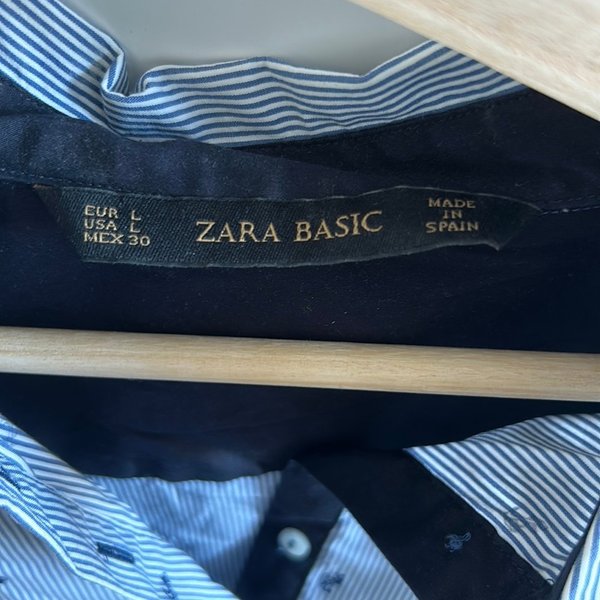 EUR L
USA L
MEX 30
ZARA BASIC
MADE
IN
SPAIN